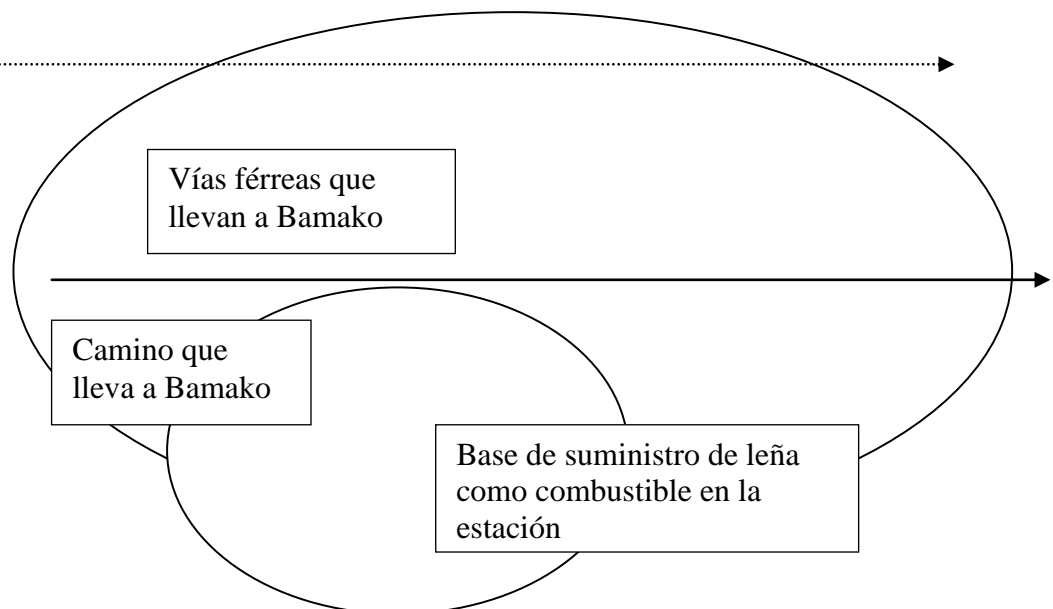 Vías férreas que
llevan a Bamako
Camino que
lleva a Bamako
Base de suministro de leña
como combustible en la
estación